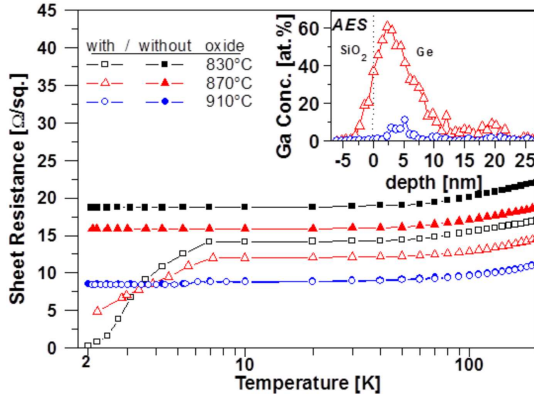 45
40
35
30
25
20
15
10
5
0
Sheet Resistance [Ω/sq.]
with / without oxide
830°C
870°C
910°C
AES
SiO2
Ge
60
40
20
0
Ga Conc. [at.%]
-5 0 5 10 15 20 25
depth [nm]
2 10 100
Temperature [K]